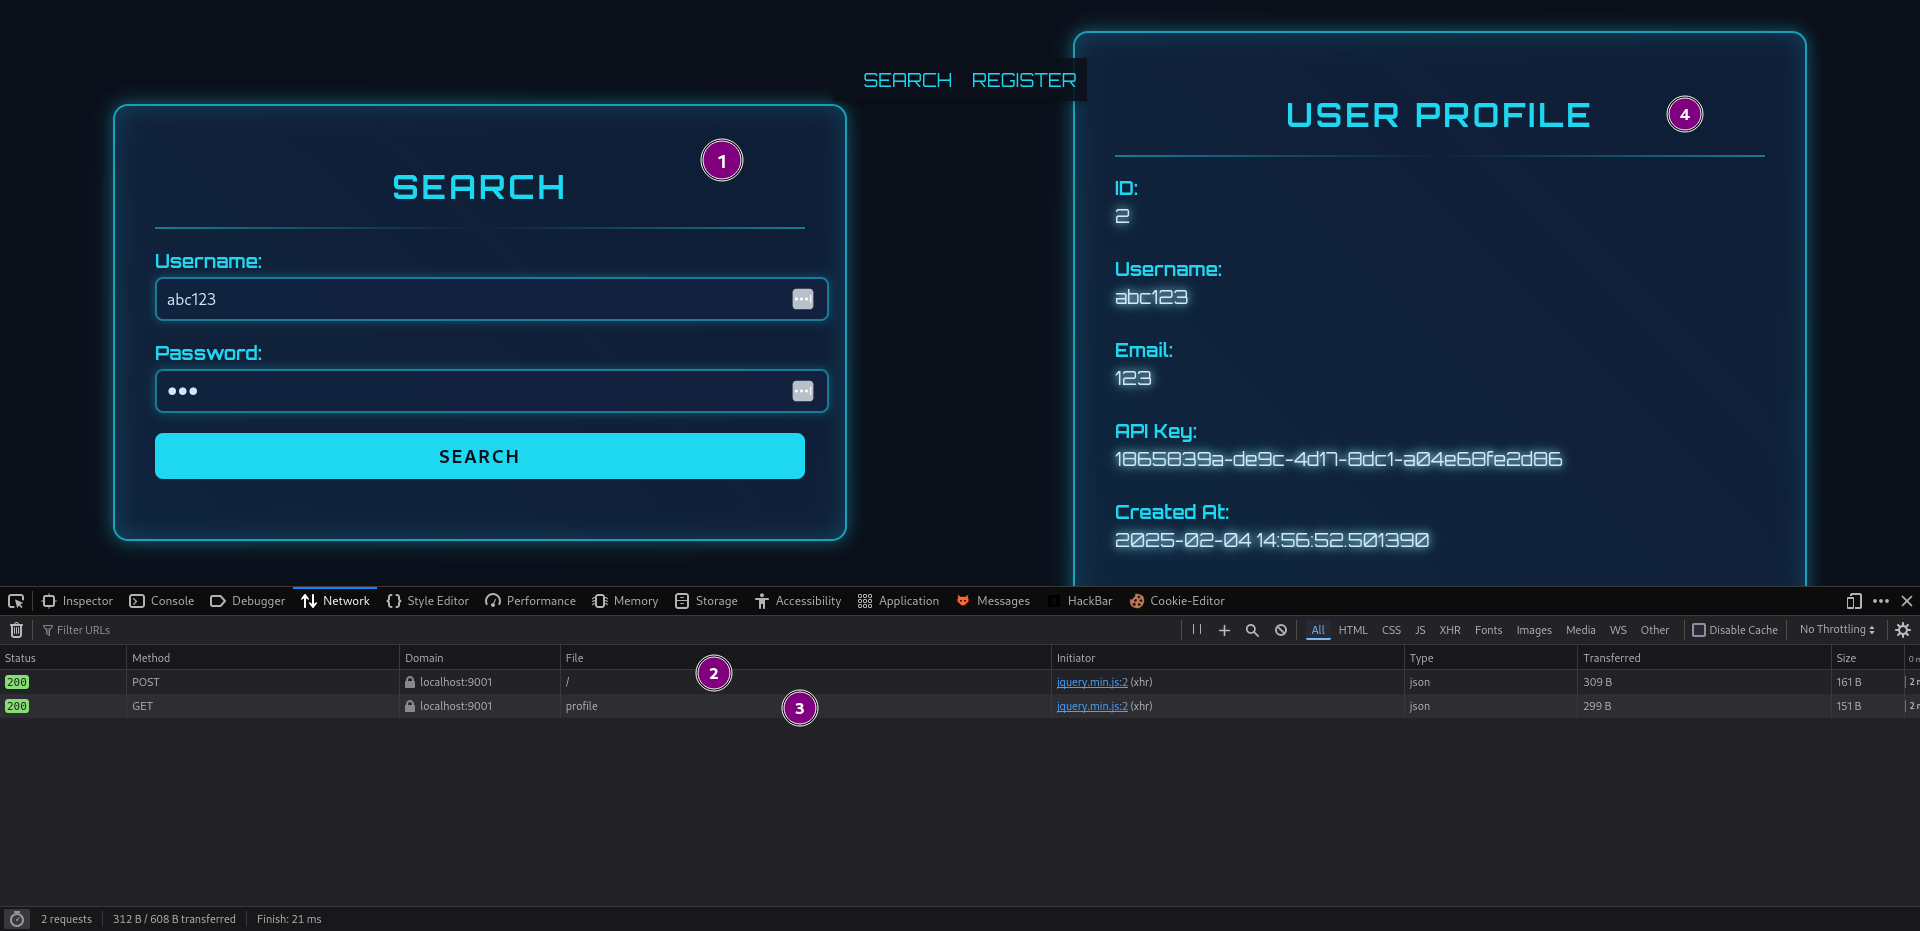 SEARCH REGISTER
1
SEARCH
Username:
abc123
Password:
•••
SEARCH
USER PROFILE
4
ID:
2
Username:
abc123
Email:
123
API Key:
1865839a-de9c-4d17-8dc1-a04e68fe2d86
Created At:
2025-02-04 14:56:52.501390
Inspector Console Debugger Network Style Editor Performance Memory Storage Accessibility Application Messages HackBar Cookie-Editor
Filter URLs All HTML CSS JS XHR Fonts Images Media WS Other Disable Cache No Throttling
Status Method Domain File Initiator Type Transferred Size
2
200 POST localhost:9001 / jquery.min.js:2 (xhr) json 309 B 161 B
200 GET localhost:9001 profile jquery.min.js:2 (xhr) json 299 B 151 B
3
2 requests 312 B / 608 B transferred Finish: 21 ms